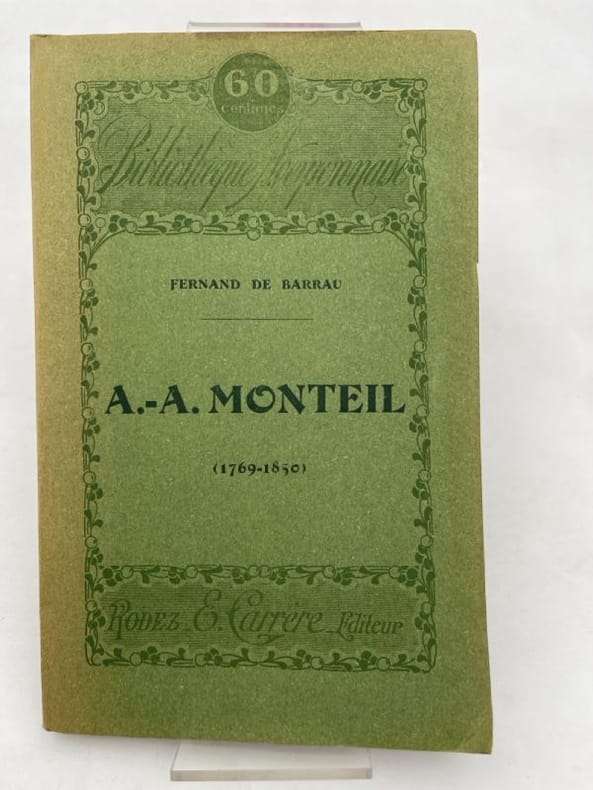 60
centimes
Bibliothèque Aveyronnaise
FERNAND DE BARRAU
A.-A. MONTEIL
(1769-1850)
RODEZ E. Carrère Editeur